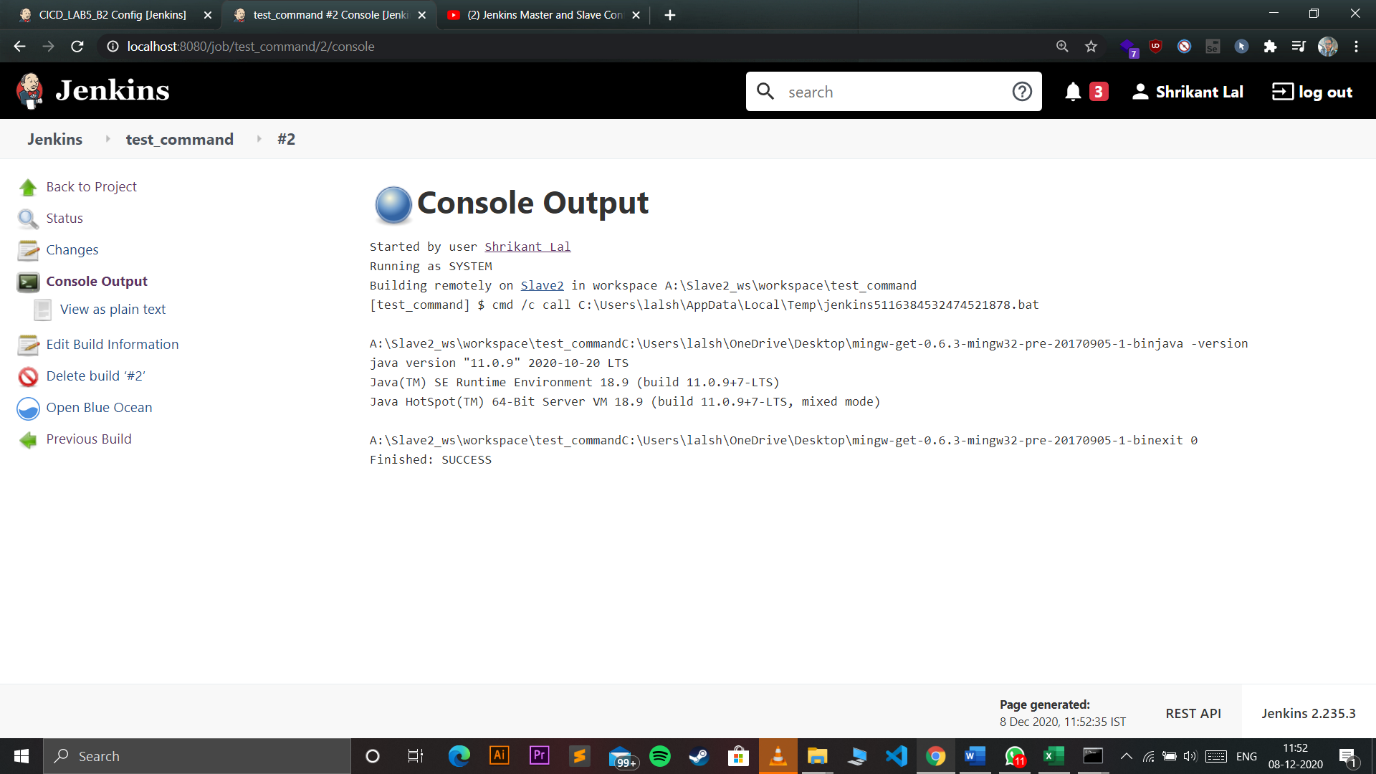 CICD_LAB5_B2 Config [Jenkins]
test_command #2 Console [Jenki
(2) Jenkins Master and Slave Con
localhost:8080/job/test_command/2/console
7
Jenkins
search
3
Shrikant Lal
log out
Jenkins
test_command
#2
Back to Project
Status
Changes
Console Output
View as plain text
Edit Build Information
Delete build ‘#2’
Open Blue Ocean
Previous Build
Console Output
Started by user Shrikant Lal
Running as SYSTEM
Building remotely on Slave2 in workspace A:\Slave2_ws\workspace\test_command
[test_command] $ cmd /c call C:\Users\lalsh\AppData\Local\Temp\jenkins5116384532474521878.bat
A:\Slave2_ws\workspace\test_commandC:\Users\lalsh\OneDrive\Desktop\mingw-get-0.6.3-mingw32-pre-20170905-1-binjava -version
java version "11.0.9" 2020-10-20 LTS
Java(TM) SE Runtime Environment 18.9 (build 11.0.9+7-LTS)
Java HotSpot(TM) 64-Bit Server VM 18.9 (build 11.0.9+7-LTS, mixed mode)
A:\Slave2_ws\workspace\test_commandC:\Users\lalsh\OneDrive\Desktop\mingw-get-0.6.3-mingw32-pre-20170905-1-binexit 0
Finished: SUCCESS
Page generated:
8 Dec 2020, 11:52:35 IST
REST API
Jenkins 2.235.3
Search
Ai
Pr
99+
11
ENG
11:52
08-12-2020
1